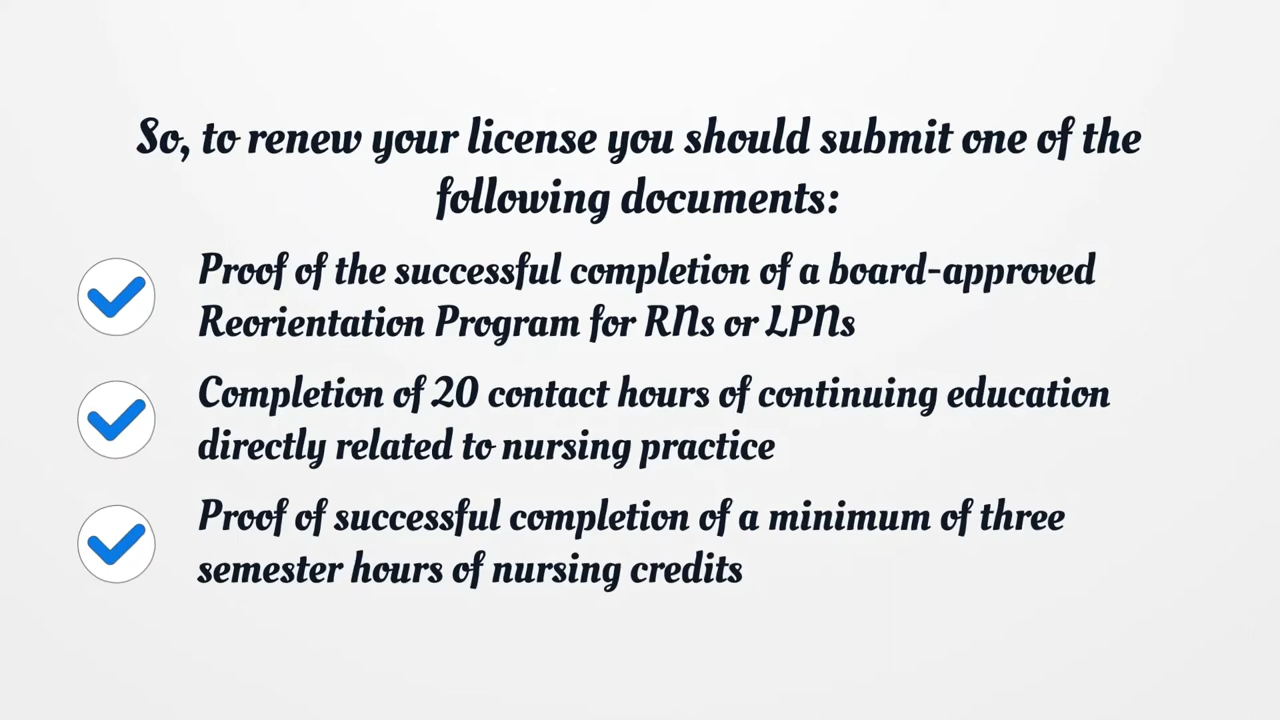 So, to renew your license you should submit one of the
following documents:
Proof of the successful completion of a board-approved
Reorientation Program for RNs or LPNs
Completion of 20 contact hours of continuing education
directly related to nursing practice
Proof of successful completion of a minimum of three
semester hours of nursing credits